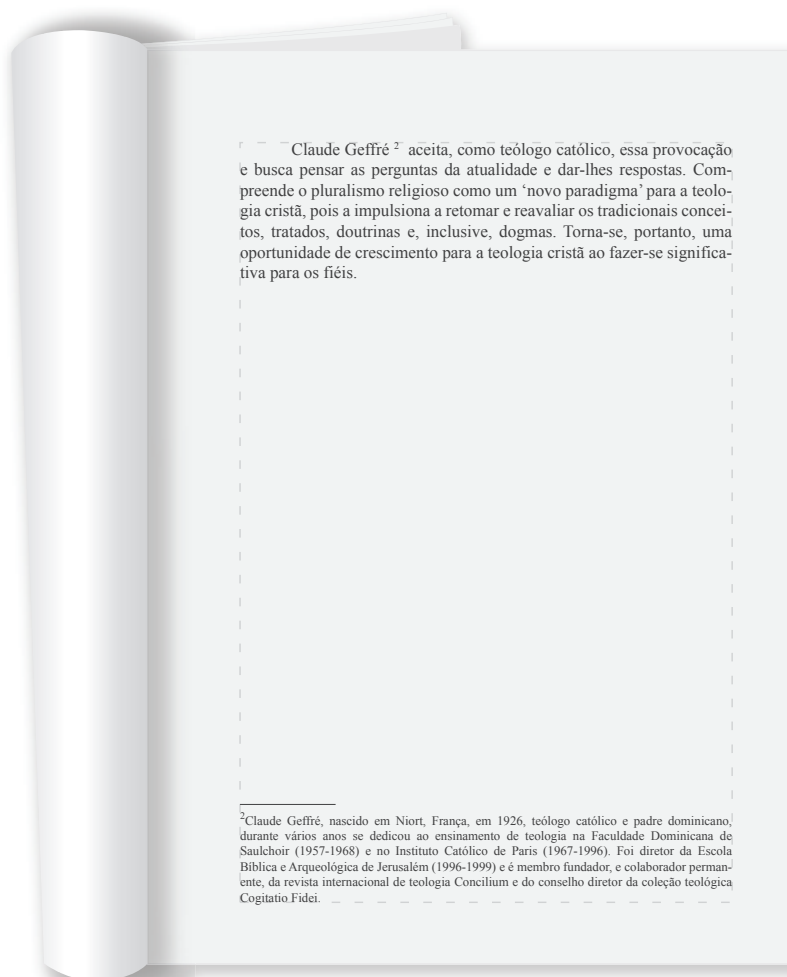 Claude Geffré ² aceita, como teólogo católico, essa provocação
e busca pensar as perguntas da atualidade e dar-lhes respostas. Com-
preende o pluralismo religioso como um ‘novo paradigma’ para a teolo-
gia cristã, pois a impulsiona a retomar e reavaliar os tradicionais concei-
tos, tratados, doutrinas e, inclusive, dogmas. Torna-se, portanto, uma
oportunidade de crescimento para a teologia cristã ao fazer-se significa-
tiva para os fiéis.
²Claude Geffré, nascido em Niort, França, em 1926, teólogo católico e padre dominicano,
durante vários anos se dedicou ao ensinamento de teologia na Faculdade Dominicana de
Saulchoir (1957-1968) e no Instituto Católico de Paris (1967-1996). Foi diretor da Escola
Bíblica e Arqueológica de Jerusalém (1996-1999) e é membro fundador, e colaborador perman-
ente, da revista internacional de teologia Concilium e do conselho diretor da coleção teológica
Cogitatio Fidei.